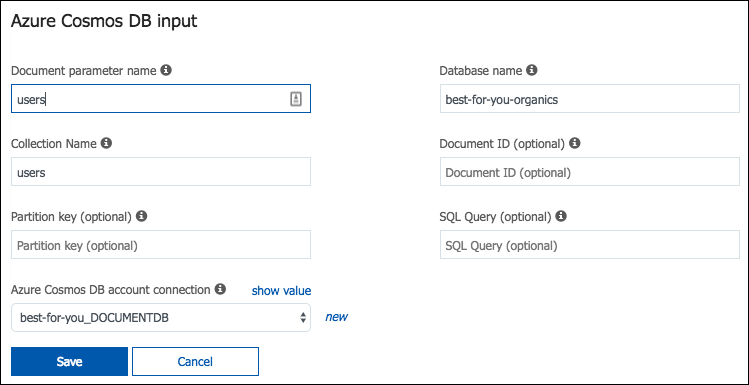 Azure Cosmos DB input
Document parameter name
Database name
users
best-for-you-organics
Collection Name
Document ID (optional)
users
Document ID (optional)
Partition key (optional)
SQL Query (optional)
Partition key (optional)
SQL Query (optional)
Azure Cosmos DB account connection show value
best-for-you_DOCUMENTDB new
Save Cancel